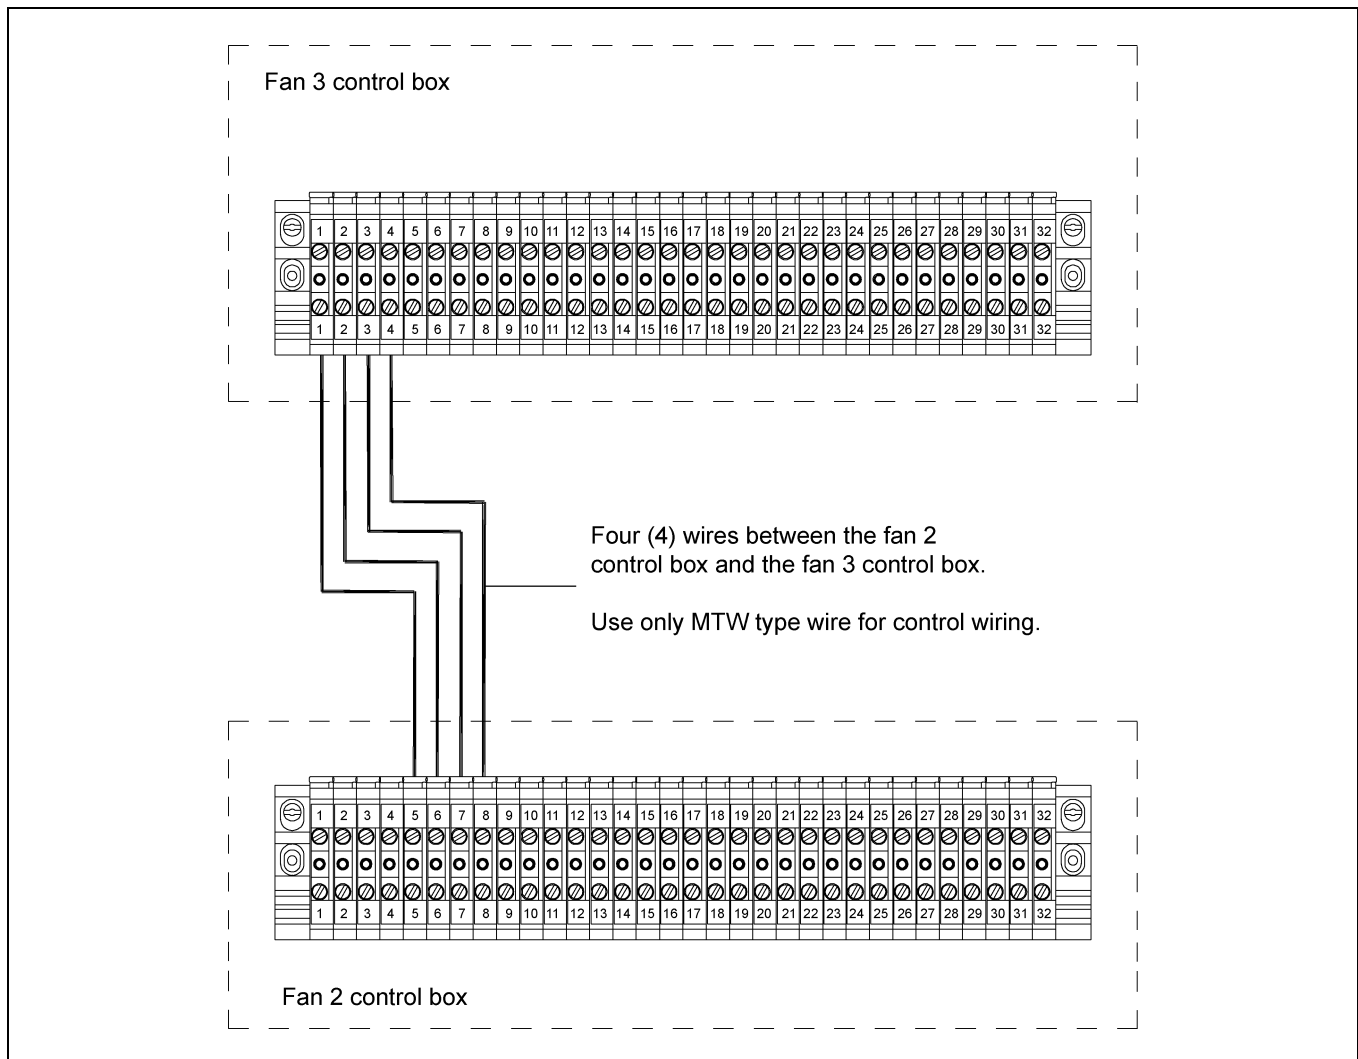 Fan 3 control box
1 2 3 4 5 6 7 8 9 10 11 12 13 14 15 16 17 18 19 20 21 22 23 24 25 26 27 28 29 30 31 32
1 2 3 4 5 6 7 8 9 10 11 12 13 14 15 16 17 18 19 20 21 22 23 24 25 26 27 28 29 30 31 32
Four (4) wires between the fan 2
control box and the fan 3 control box.
Use only MTW type wire for control wiring.
1 2 3 4 5 6 7 8 9 10 11 12 13 14 15 16 17 18 19 20 21 22 23 24 25 26 27 28 29 30 31 32
1 2 3 4 5 6 7 8 9 10 11 12 13 14 15 16 17 18 19 20 21 22 23 24 25 26 27 28 29 30 31 32
Fan 2 control box